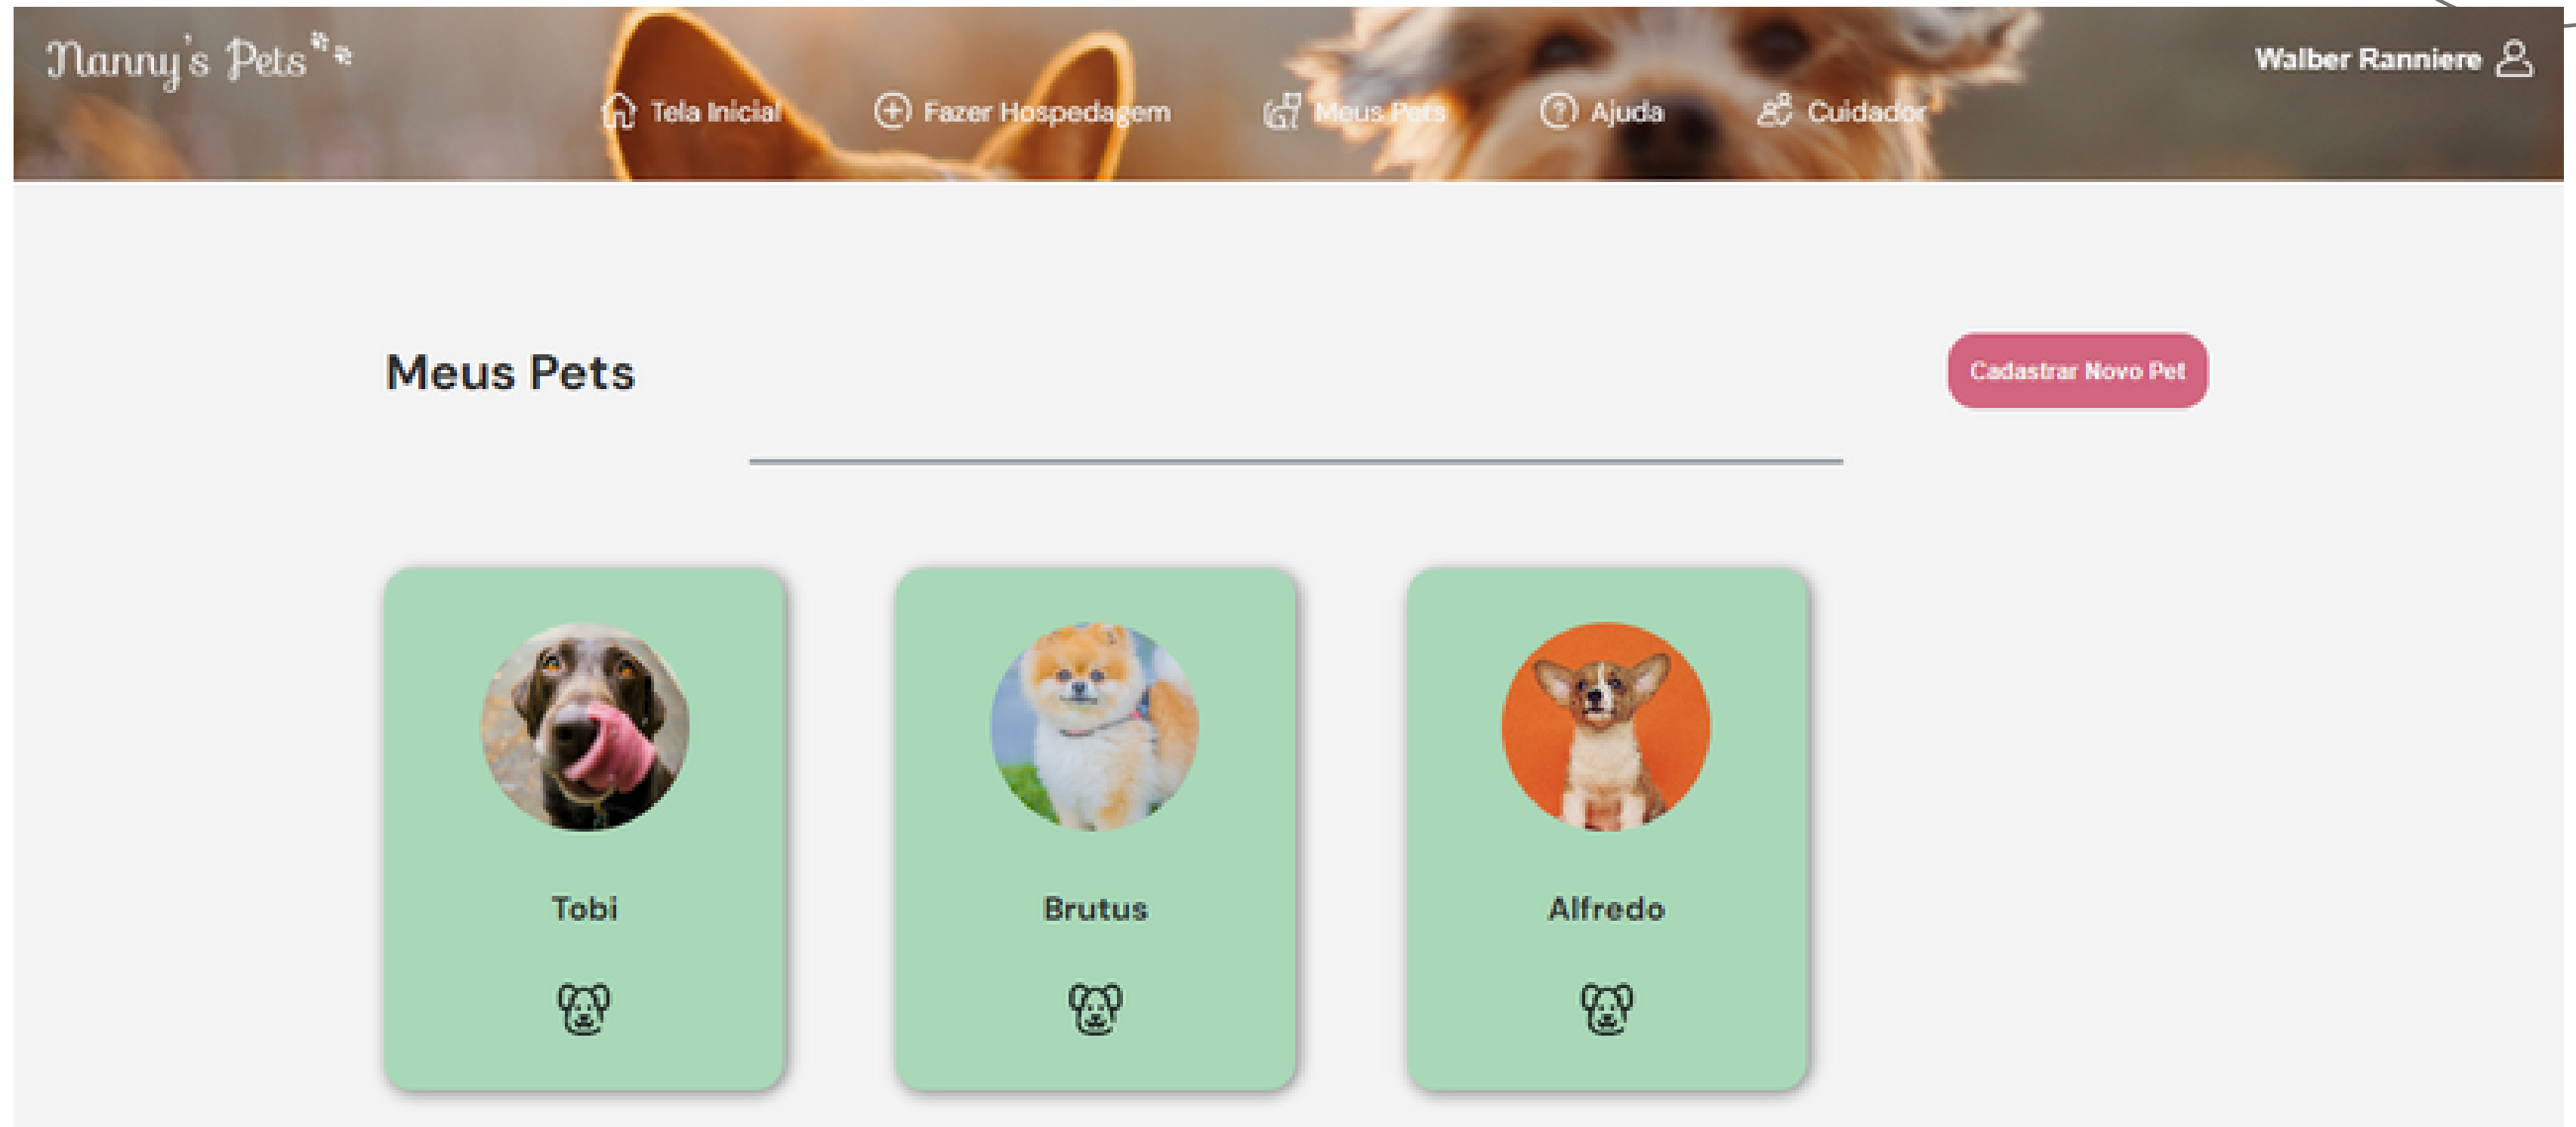 Nanny's Pets
Walber Ranniere
Tela Inicial
Fazer Hospedagem
Meus Pets
Ajuda
Cuidador
Meus Pets
Cadastrar Novo Pet
Tobi
Brutus
Alfredo